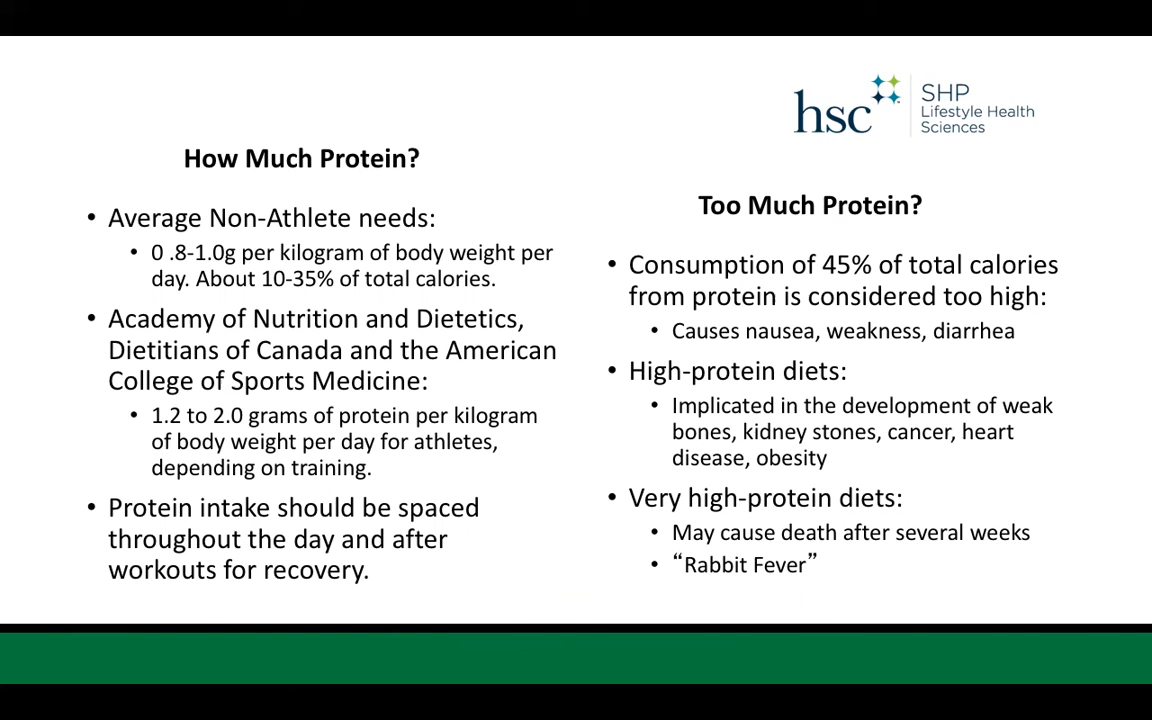 hsc
SHP
Lifestyle Health
Sciences
How Much Protein?
• Average Non-Athlete needs:
• 0 .8-1.0g per kilogram of body weight per
day. About 10-35% of total calories.
• Academy of Nutrition and Dietetics,
Dietitians of Canada and the American
College of Sports Medicine:
• 1.2 to 2.0 grams of protein per kilogram
of body weight per day for athletes,
depending on training.
• Protein intake should be spaced
throughout the day and after
workouts for recovery.
Too Much Protein?
• Consumption of 45% of total calories
from protein is considered too high:
• Causes nausea, weakness, diarrhea
• High-protein diets:
• Implicated in the development of weak
bones, kidney stones, cancer, heart
disease, obesity
• Very high-protein diets:
• May cause death after several weeks
• “Rabbit Fever”